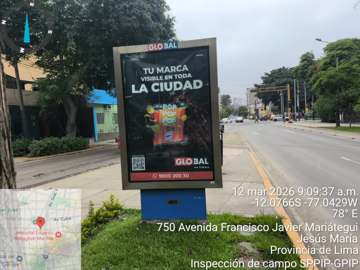 GLOBAL
TU MARCA
VISIBLE EN TODA
LA CIUDAD
GLOBAL
12 mar 2026 9:09:37 a.m.
-12.0766S -77.0429W
78° E
750 Avenida Francisco Javier Mariátegui
Jesús María
Provincia de Lima
Inspección de campo SPPIP-GPIP